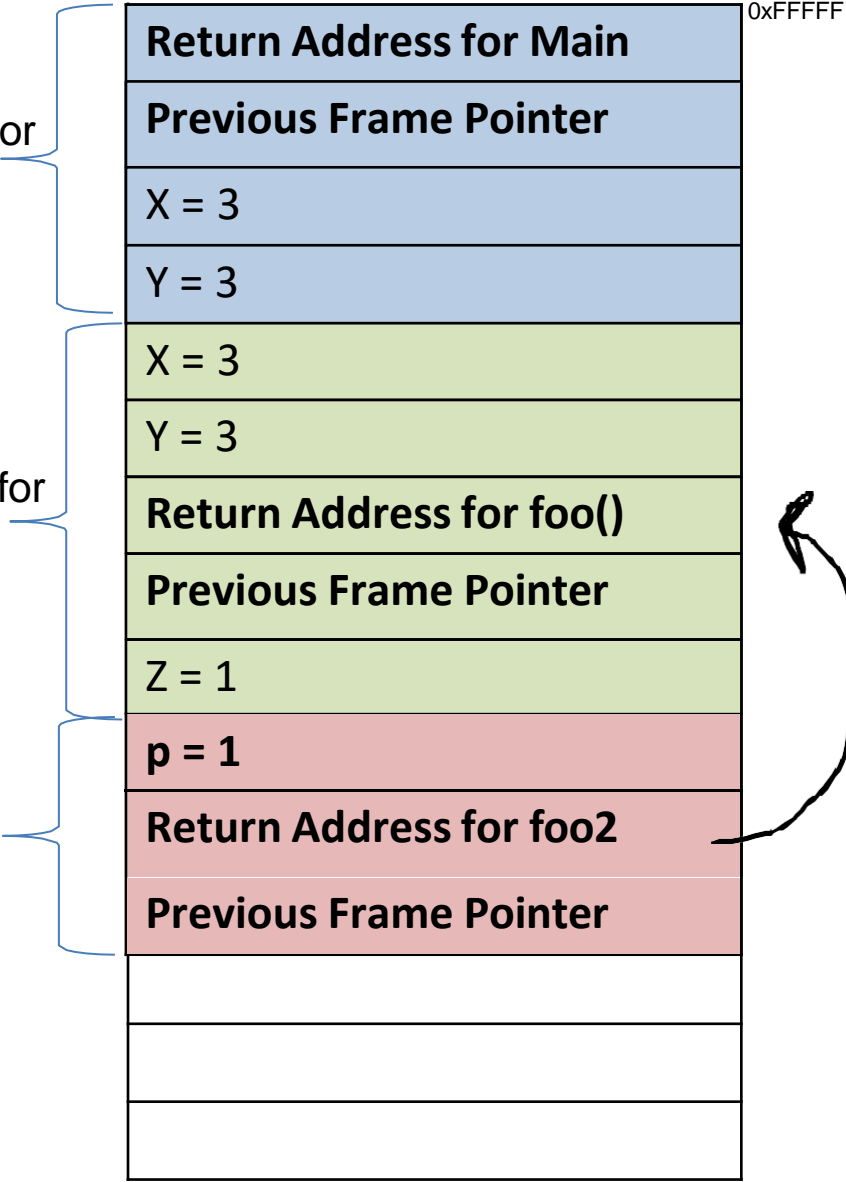 0xFFFFF
Return Address for Main
Previous Frame Pointer
or
X = 3
Y = 3
X = 3
Y = 3
for
Return Address for foo()
Previous Frame Pointer
Z = 1
p = 1
Return Address for foo2
Previous Frame Pointer